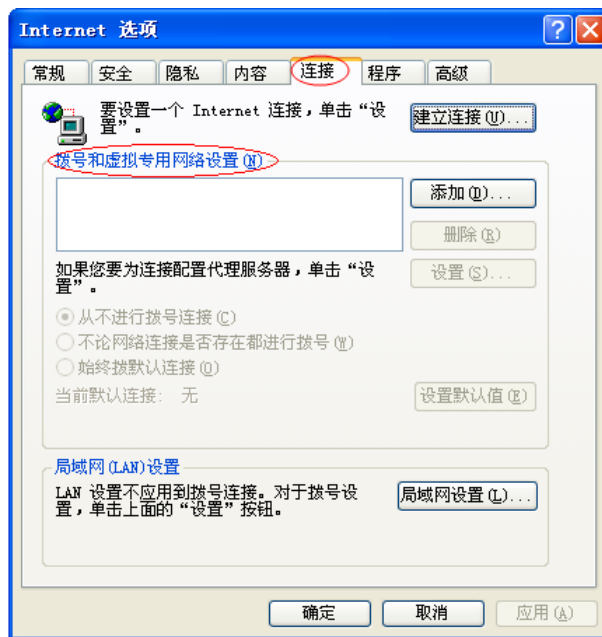 Internet 选项
常规 安全 隐私 内容 连接 程序 高级
要设置一个 Internet 连接，单击“设
置”。
建立连接(U)...
拨号和虚拟专用网络设置(N)
添加(D)...
删除(R)
如果您要为连接配置代理服务器，单击“设
置”。
设置(S)...
从不进行拨号连接(C)
不论网络连接是否存在都进行拨号(W)
始终拨默认连接(O)
当前默认连接： 无
设置默认值(E)
局域网(LAN)设置
LAN 设置不应用到拨号连接。对于拨号设
置，单击上面的“设置”按钮。
局域网设置(L)...
确定 取消 应用(A)